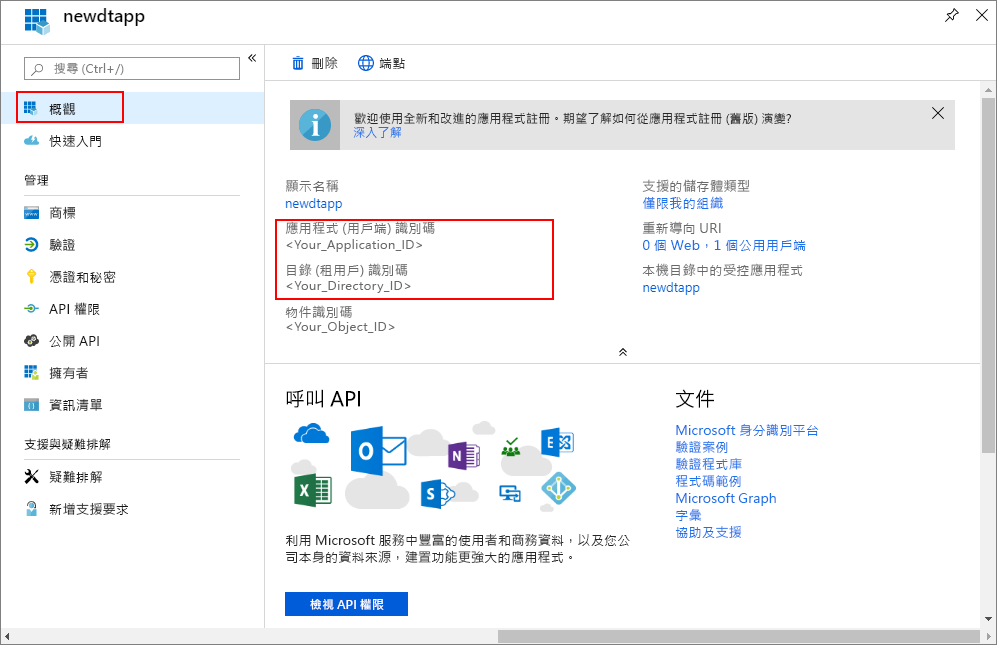 newdtapp
搜尋 (Ctrl+/)
«
概觀
快速入門
管理
商標
驗證
憑證和秘密
API 權限
公開 API
擁有者
資訊清單
支援與疑難排解
疑難排解
新增支援要求
刪除
端點
歡迎使用全新和改進的應用程式註冊。期望了解如何從應用程式註冊 (舊版) 演變?
深入了解
顯示名稱
newdtapp
應用程式 (用戶端) 識別碼
<Your_Application_ID>
目錄 (租用戶) 識別碼
<Your_Directory_ID>
物件識別碼
<Your_Object_ID>
支援的儲存體類型
僅限我的組織
重新導向 URI
0 個 Web，1 個公用用戶端
本機目錄中的受控應用程式
newdtapp
呼叫 API
利用 Microsoft 服務中豐富的使用者和商務資料，以及您公
司本身的資料來源，建置功能更強大的應用程式。
檢視 API 權限
文件
Microsoft 身分識別平台
驗證案例
驗證程式庫
程式碼範例
Microsoft Graph
字彙
協助及支援